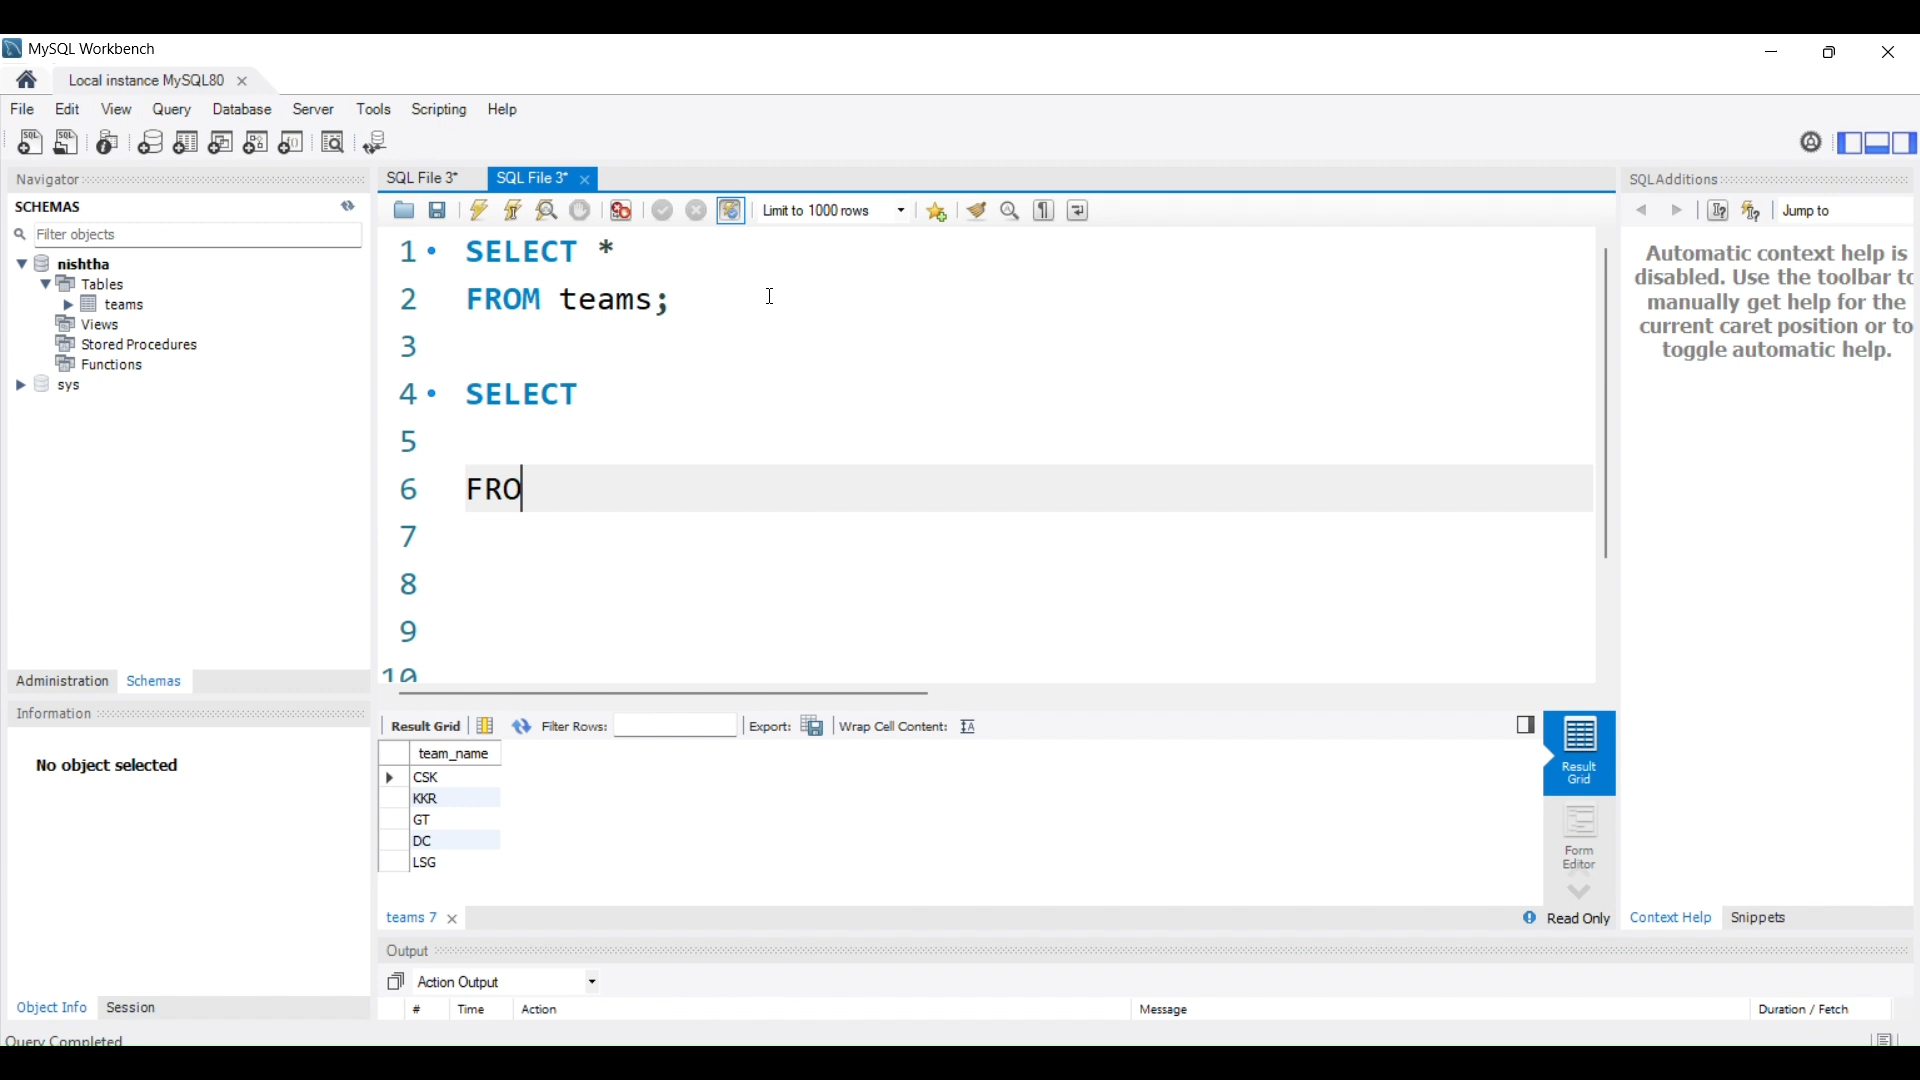 MySQL Workbench
Local instance MySQL80
File Edit View Query Database Server Tools Scripting Help
Navigator
SCHEMAS
Filter objects
nishtha
Tables
teams
Views
Stored Procedures
Functions
sys
Administration Schemas
Information
No object selected
Object Info Session
Query Completed
SQL File 3* SQL File 3*
Limit to 1000 rows
1 SELECT *
2 FROM teams;
3
4 SELECT
5
6 FRO
7
8
9
10
Result Grid Filter Rows: Export: Wrap Cell Content:
team_name
CSK
KKR
GT
DC
LSG
Result
Grid
Form
Editor
teams 7
Read Only
Output
Action Output
# Time Action Message Duration / Fetch
SQLAdditions
Jump to
Automatic context help is
disabled. Use the toolbar to
manually get help for the
current caret position or to
toggle automatic help.
Context Help Snippets